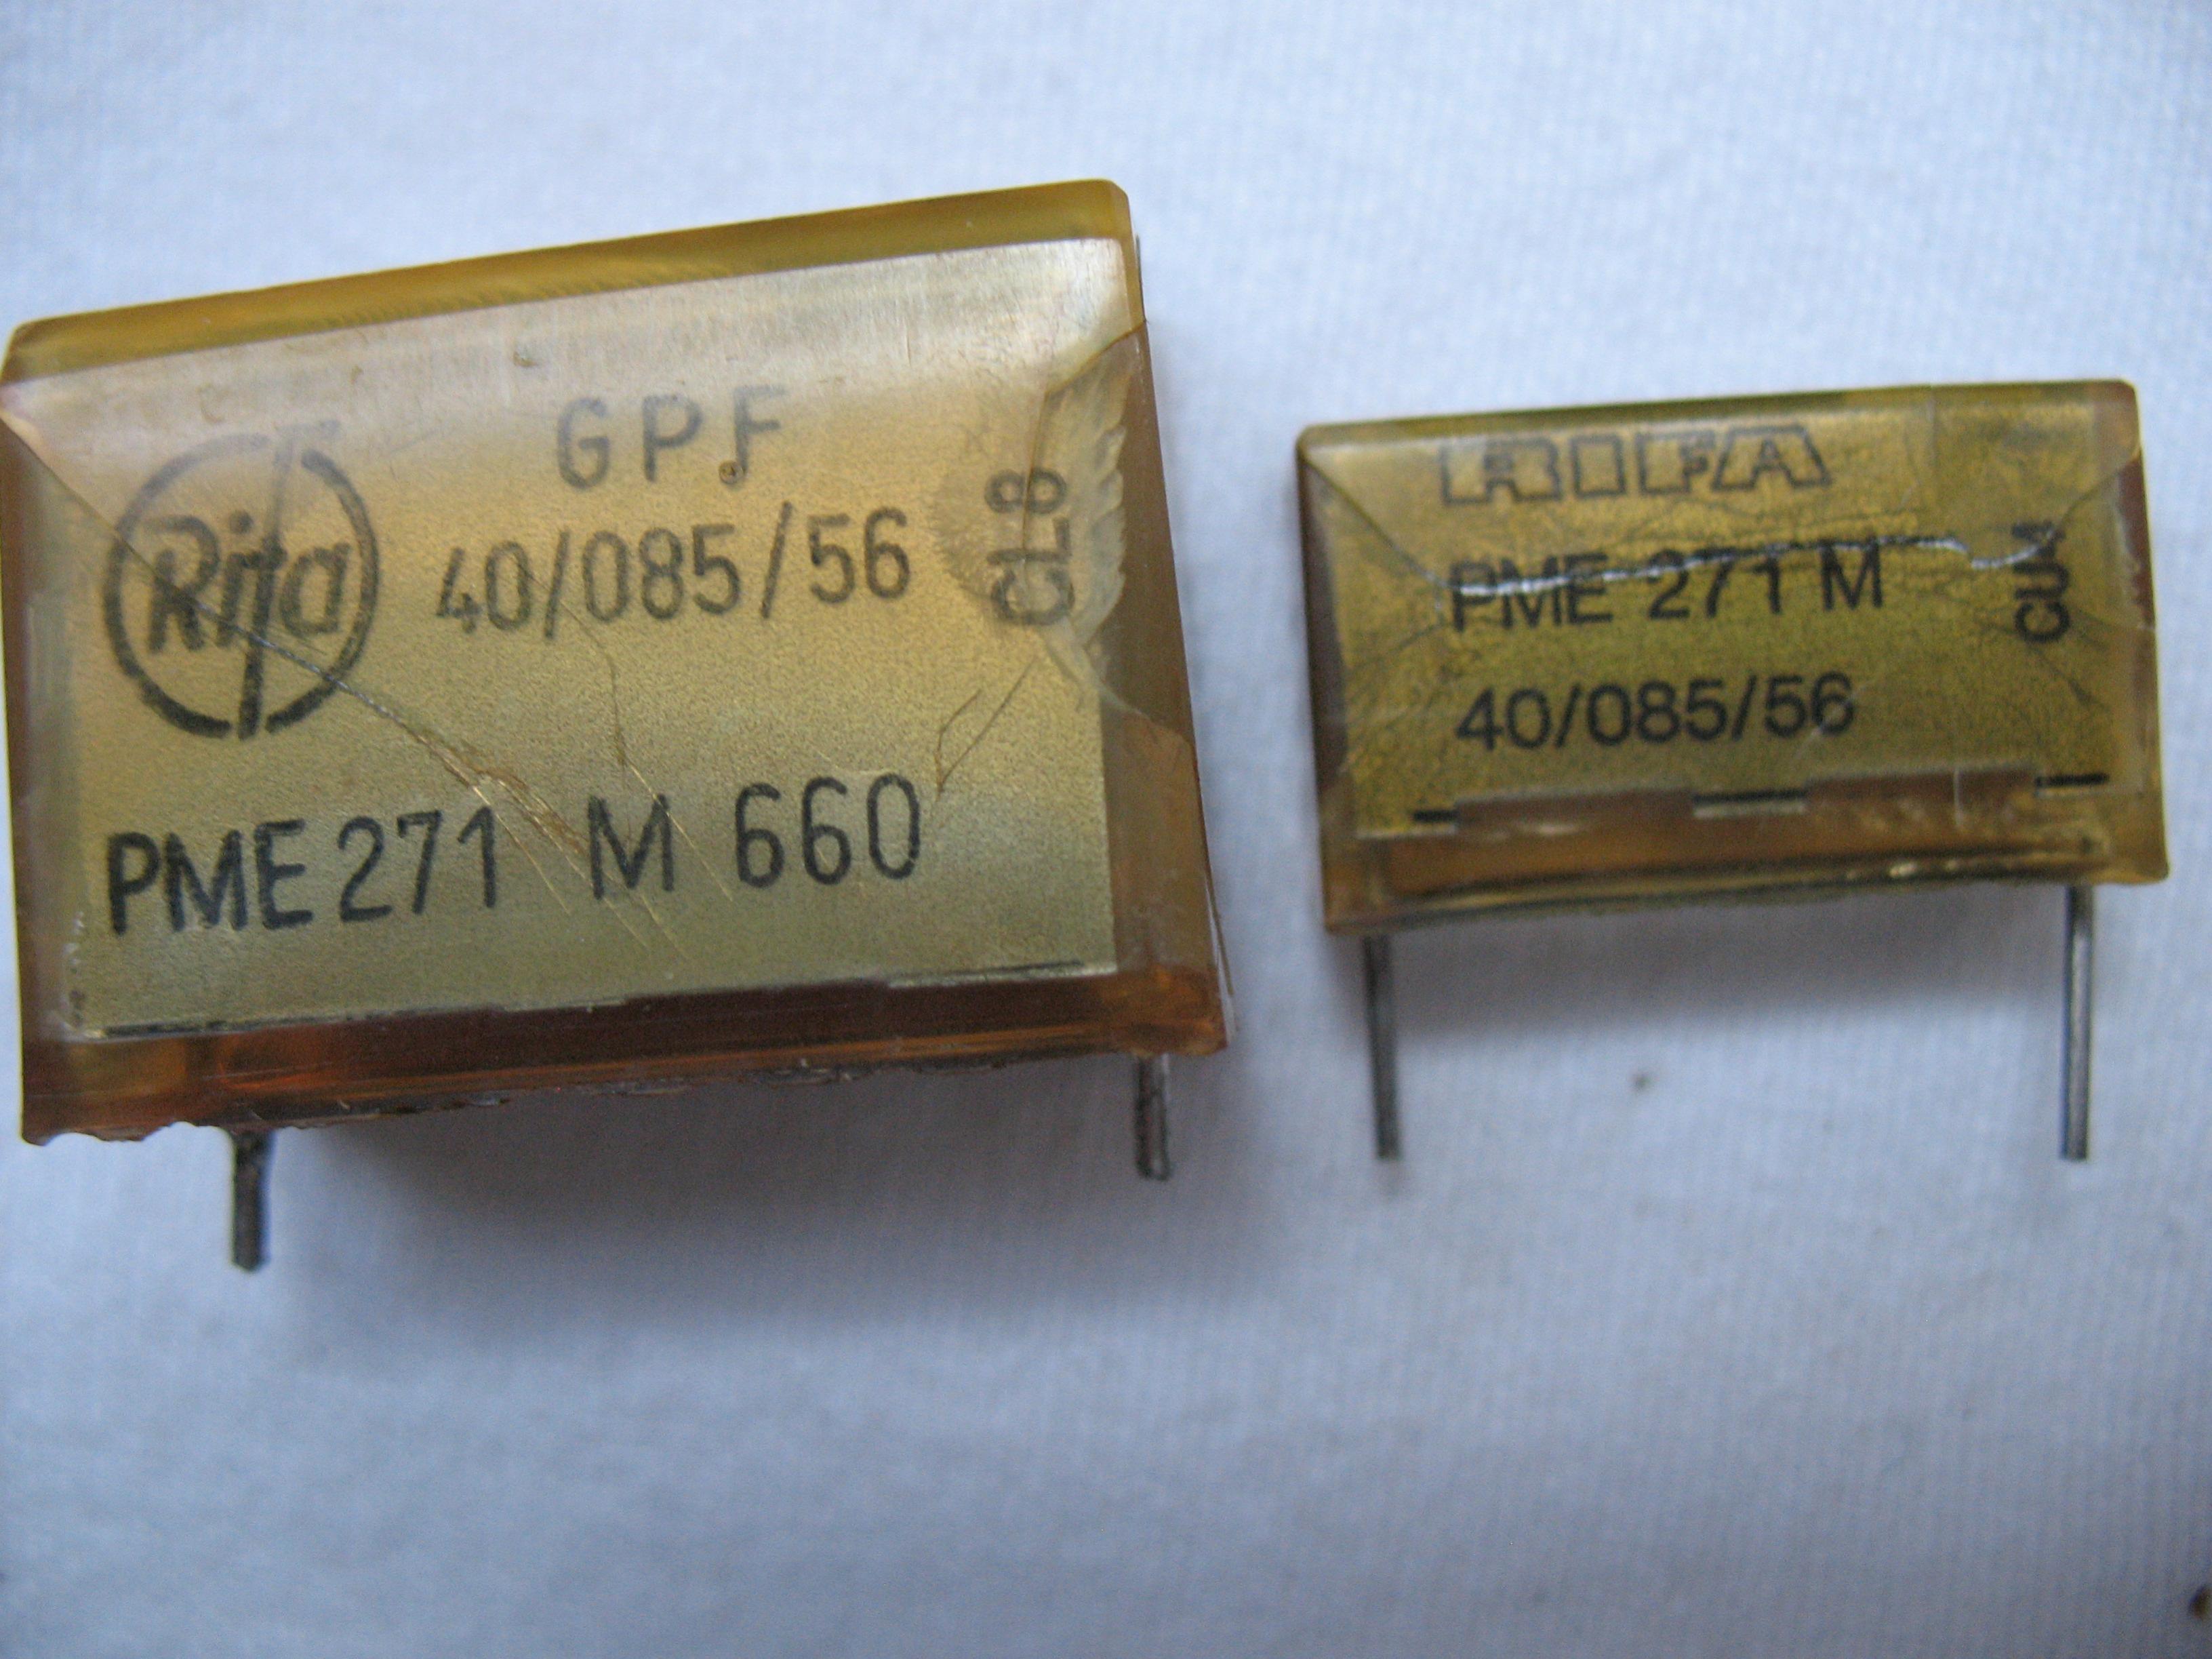 GPF
Rifa
40/085/56
CL8
PME 271 M 660
RIFA
PME 271 M
CU4
40/085/56